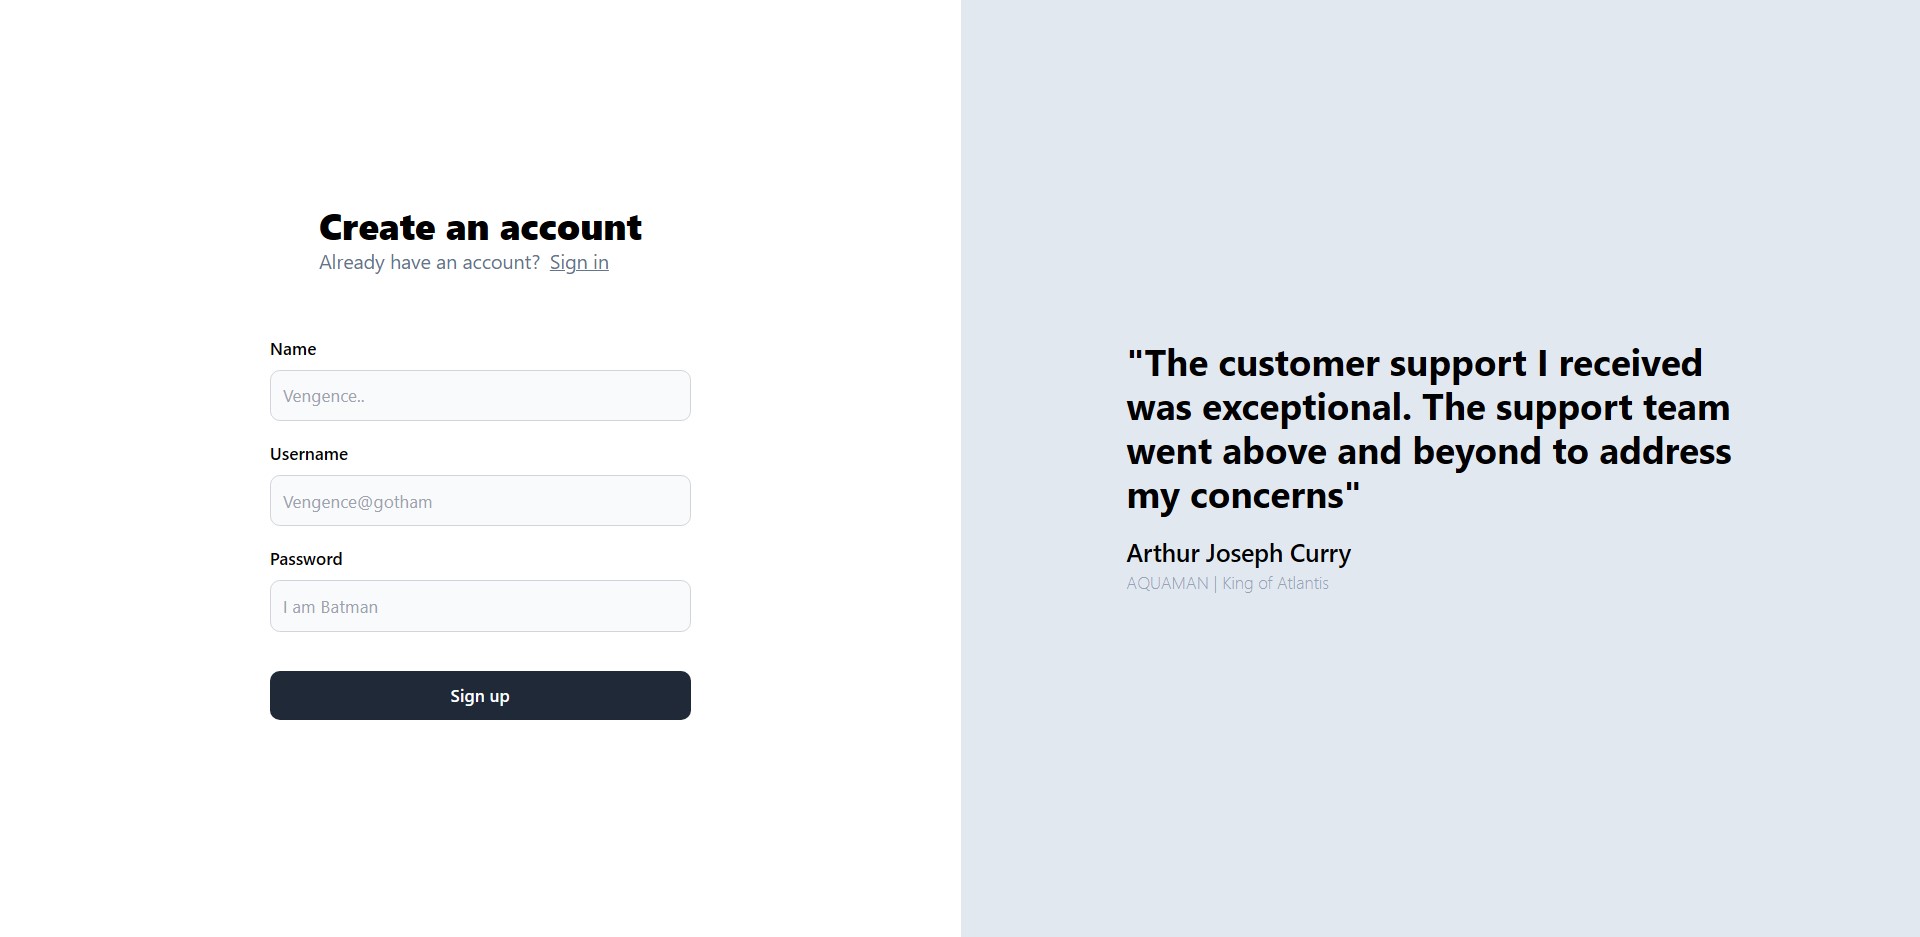 Create an account
Already have an account? Sign in
Name
Vengence..
Username
Vengence@gotham
Password
I am Batman
Sign up
"The customer support I received
was exceptional. The support team
went above and beyond to address
my concerns"
Arthur Joseph Curry
AQUAMAN | King of Atlantis